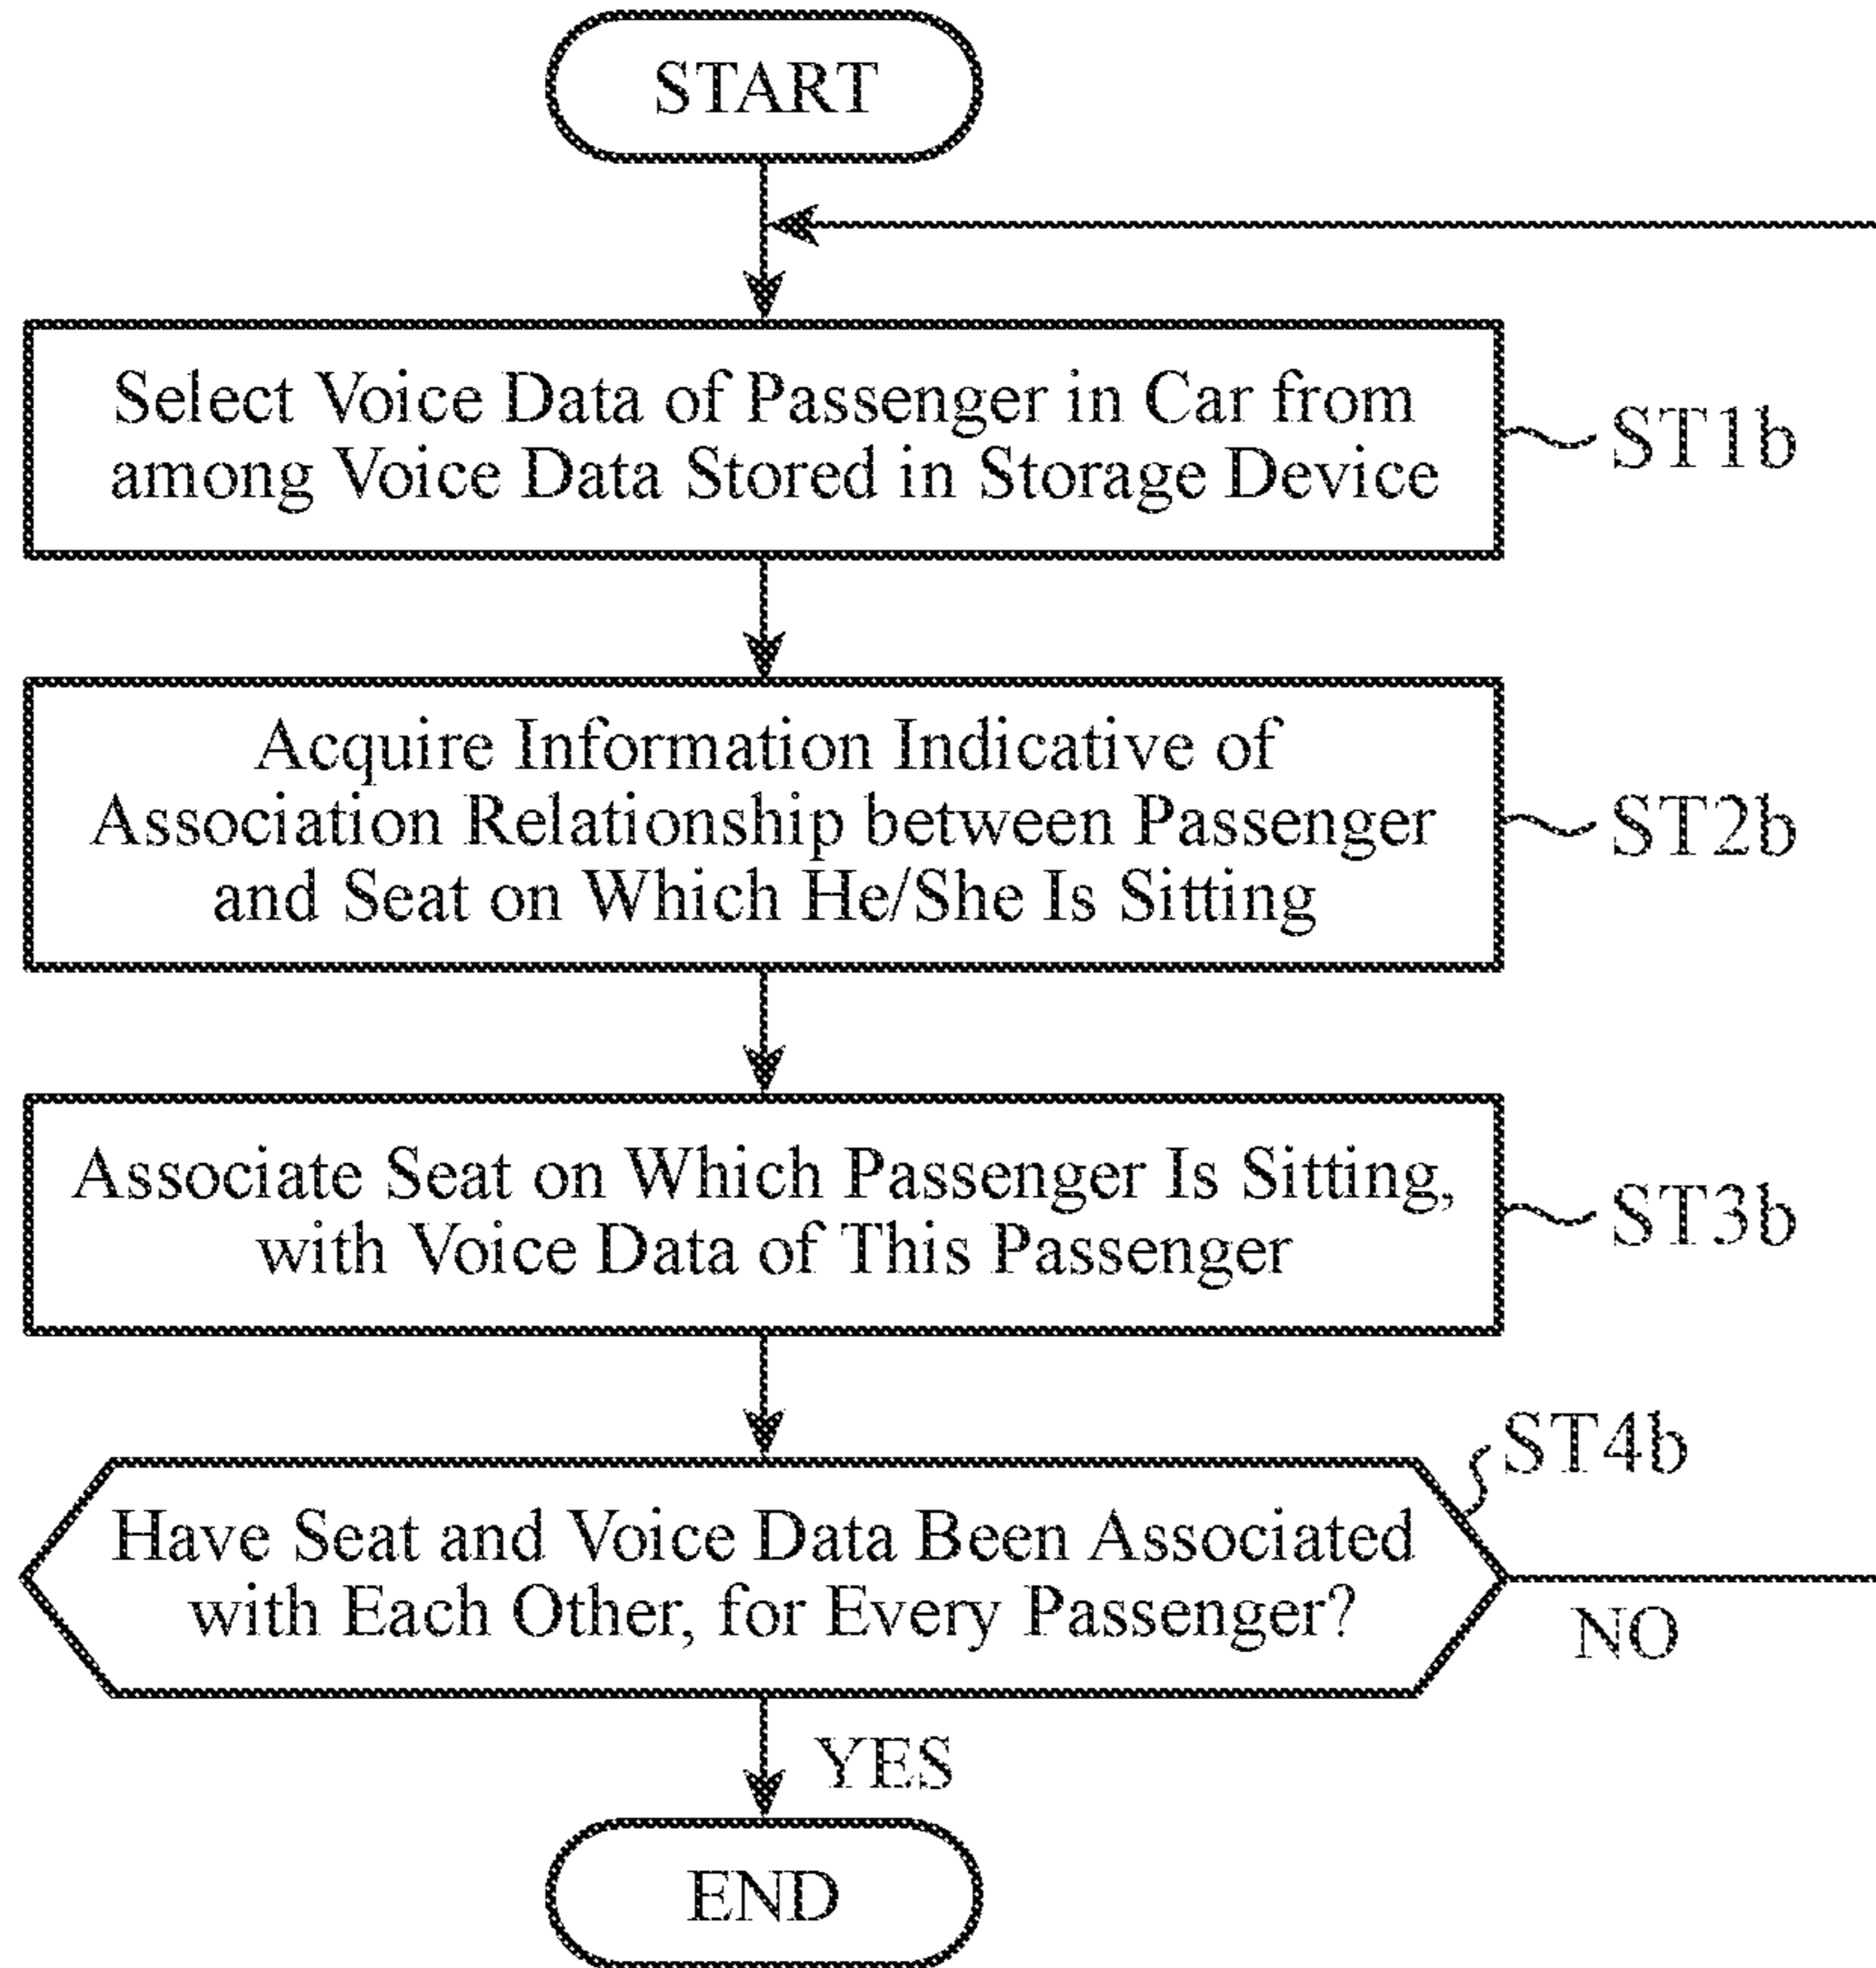 START
Select Voice Data of Passenger in Car from
among Voice Data Stored in Storage Device
ST1b
Acquire Information Indicative of
Association Relationship between Passenger
and Seat on Which He/She Is Sitting
ST2b
Associate Seat on Which Passenger Is Sitting,
with Voice Data of This Passenger
ST3b
ST4b
Have Seat and Voice Data Been Associated
with Each Other, for Every Passenger?
NO
YES
END